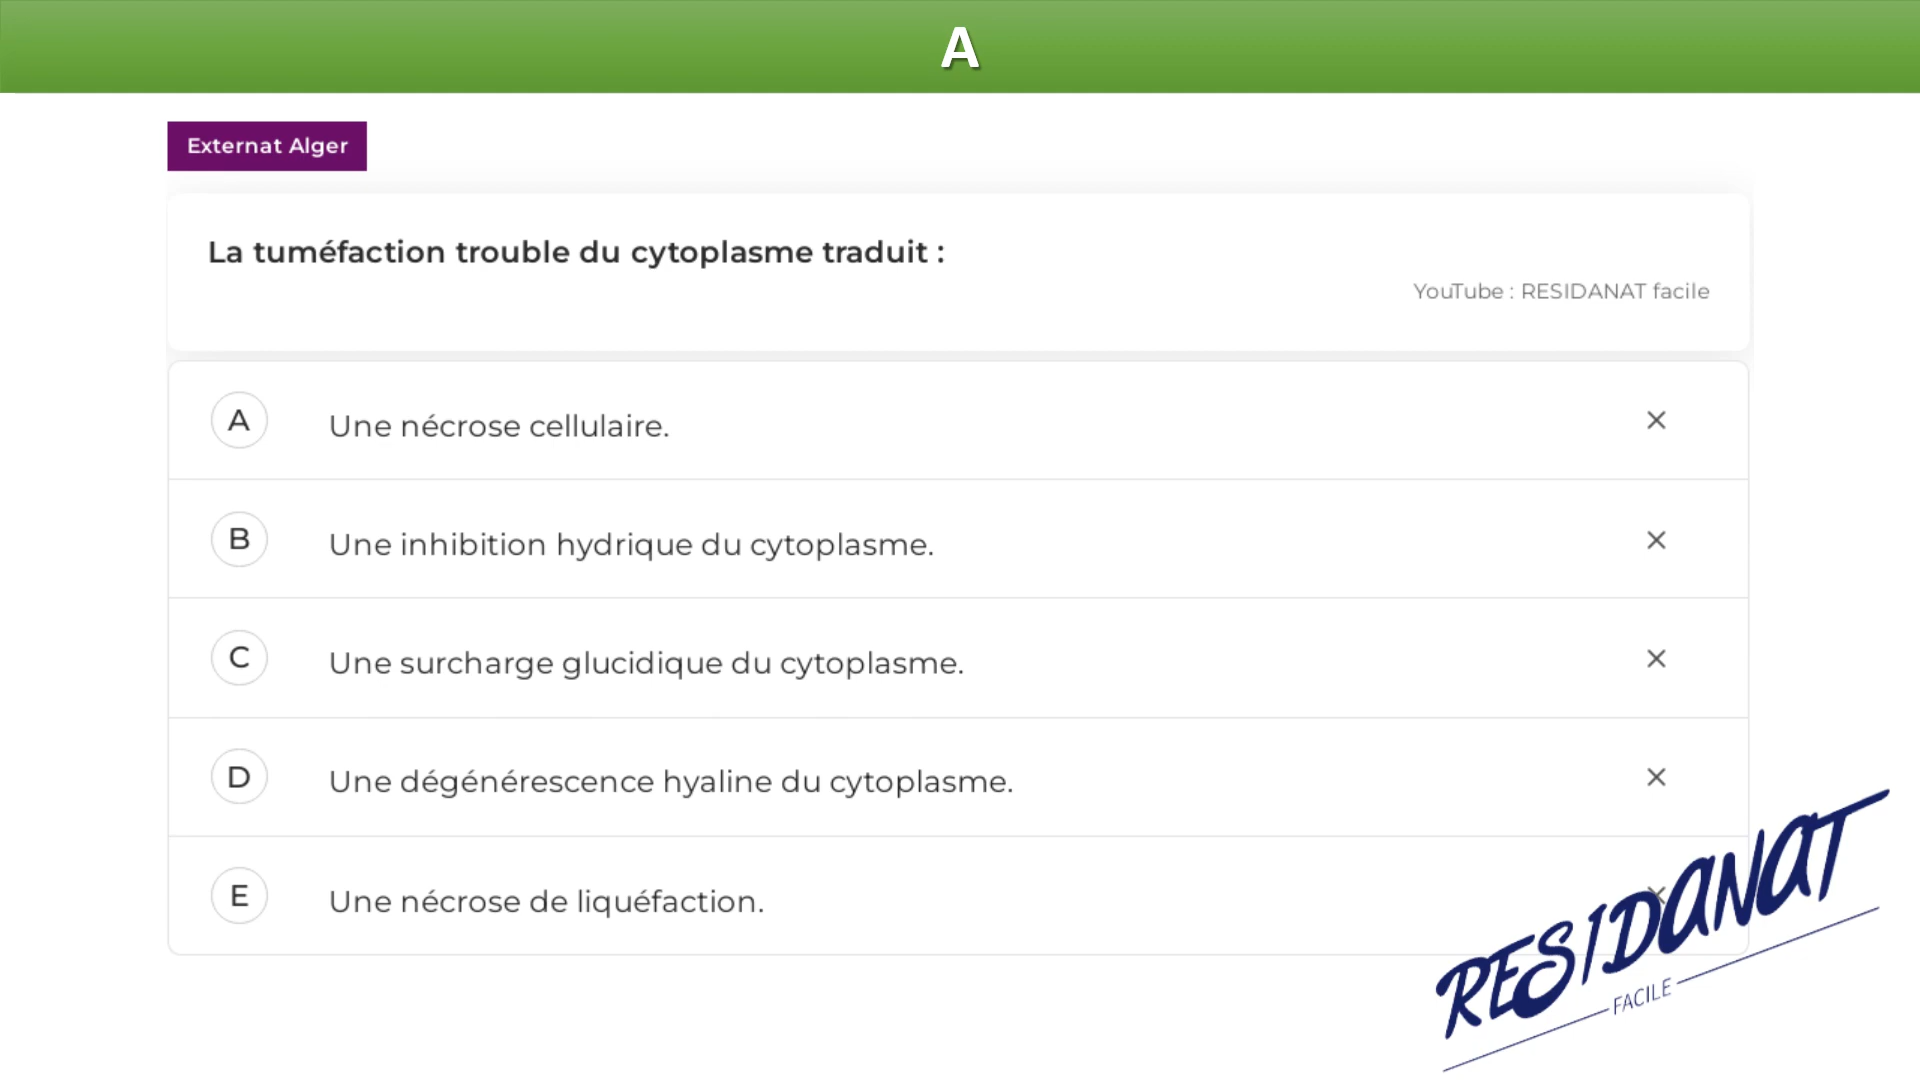 A
Externat Alger
La tuméfaction trouble du cytoplasme traduit :
YouTube : RESIDANAT facile
A Une nécrose cellulaire. ×
B Une inhibition hydrique du cytoplasme. ×
C Une surcharge glucidique du cytoplasme. ×
D Une dégénérescence hyaline du cytoplasme. ×
E Une nécrose de liquéfaction. ×
RESIDANAT
FACILE